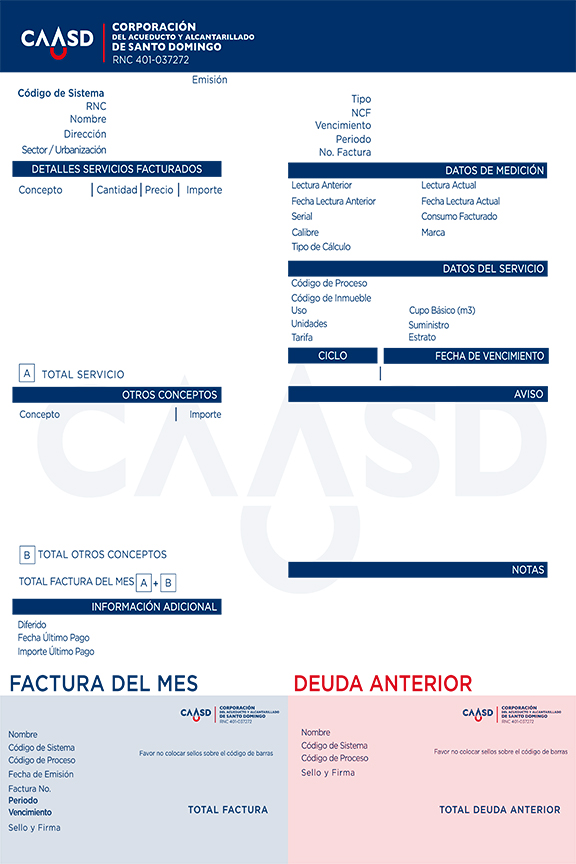 CAASD
CORPORACIÓN
DEL ACUEDUCTO Y ALCANTARILLADO
DE SANTO DOMINGO
RNC 401-037272
Emisión
Código de Sistema
RNC
Nombre
Dirección
Sector / Urbanización
Tipo
NCF
Vencimiento
Periodo
No. Factura
DETALLES SERVICIOS FACTURADOS
Concepto | Cantidad | Precio | Importe
DATOS DE MEDICIÓN
Lectura Anterior Lectura Actual
Fecha Lectura Anterior Fecha Lectura Actual
Serial Consumo Facturado
Calibre Marca
Tipo de Cálculo
DATOS DEL SERVICIO
Código de Proceso
Código de Inmueble
Uso Cupo Básico (m3)
Unidades Suministro
Tarifa Estrato
CICLO FECHA DE VENCIMIENTO
A TOTAL SERVICIO
OTROS CONCEPTOS
Concepto | Importe
AVISO
CAASD
B TOTAL OTROS CONCEPTOS
TOTAL FACTURA DEL MES A + B
NOTAS
INFORMACIÓN ADICIONAL
Diferido
Fecha Último Pago
Importe Último Pago
FACTURA DEL MES
CAASD
CORPORACIÓN
DEL ACUEDUCTO Y ALCANTARILLADO
DE SANTO DOMINGO
RNC 401-037272
Nombre
Código de Sistema
Código de Proceso
Fecha de Emisión
Factura No.
Periodo
Vencimiento
Sello y Firma
Favor no colocar sellos sobre el código de barras
TOTAL FACTURA
DEUDA ANTERIOR
CAASD
CORPORACIÓN
DEL ACUEDUCTO Y ALCANTARILLADO
DE SANTO DOMINGO
RNC 401-037272
Nombre
Código de Sistema
Código de Proceso
Sello y Firma
Favor no colocar sellos sobre el código de barras
TOTAL DEUDA ANTERIOR